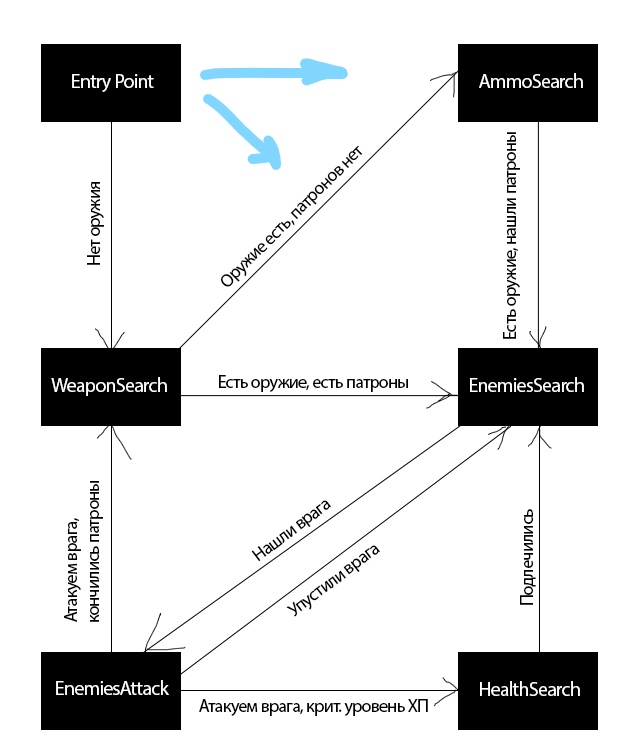 Entry Point
AmmoSearch
Нет оружия
Оружие есть, патронов нет
Есть оружие, нашли патроны
WeaponSearch
Есть оружие, есть патроны
EnemiesSearch
Атакуем врага,
кончились патроны
Нашли врага
Упустили врага
Подлечились
EnemiesAttack
Атакуем врага, крит. уровень ХП
HealthSearch